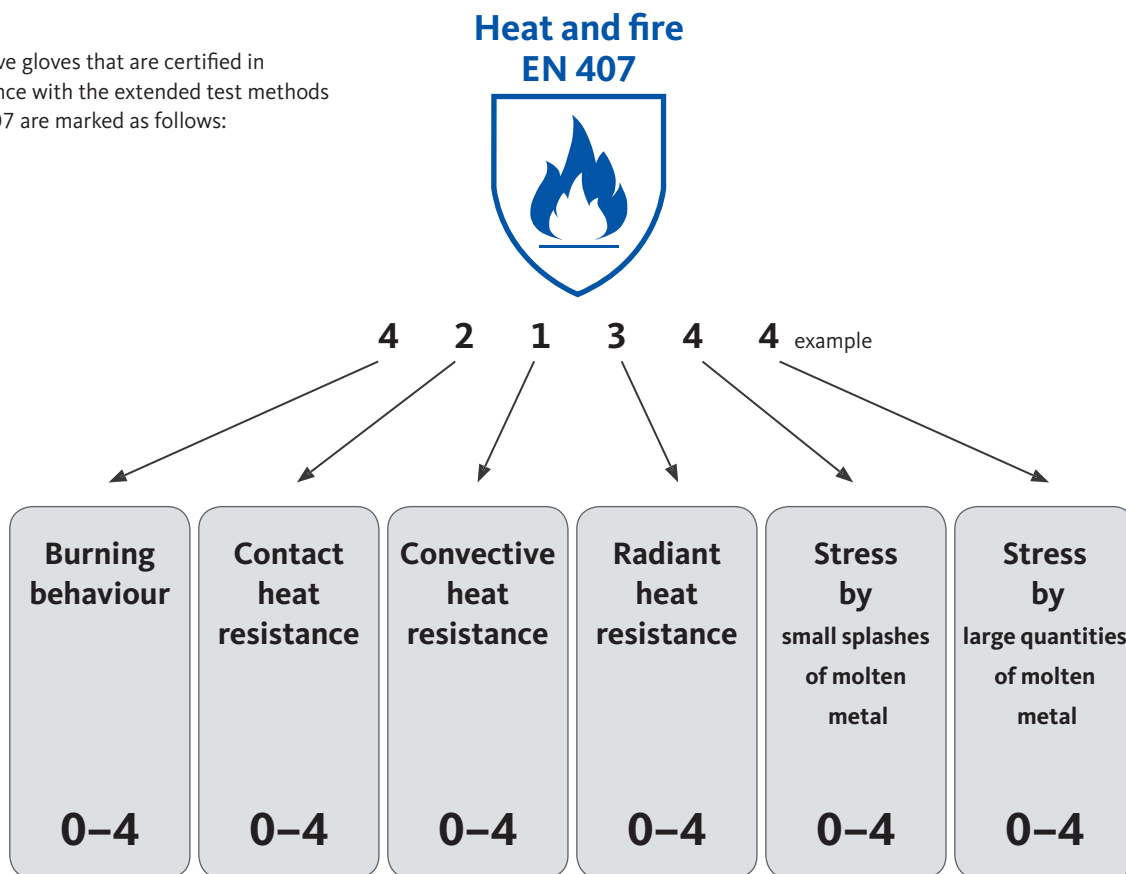 Heat and fire
EN 407
ve gloves that are certified in
nce with the extended test methods
07 are marked as follows:
4 2 1 3 4 4 example
Burning
behaviour
0–4
Contact
heat
resistance
0–4
Convective
heat
resistance
0–4
Radiant
heat
resistance
0–4
Stress
by
small splashes
of molten
metal
0–4
Stress
by
large quantities
of molten
metal
0–4